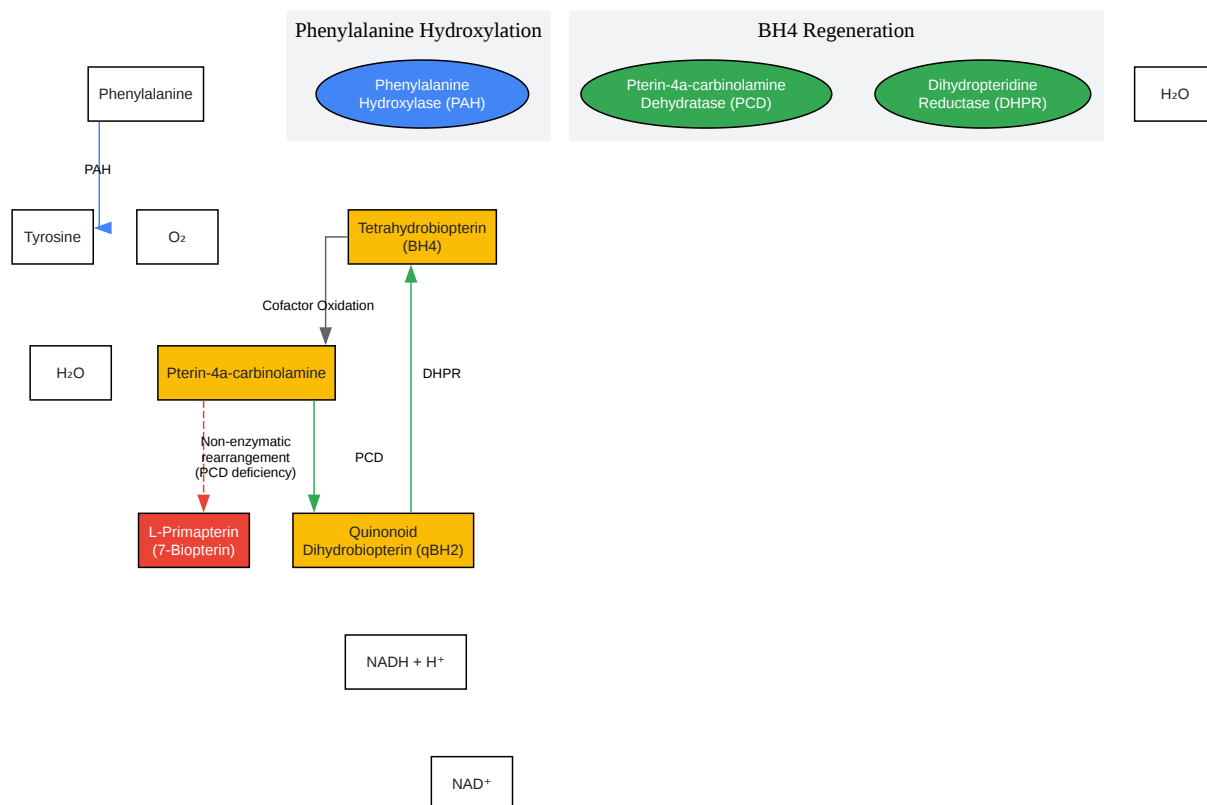 Phenylalanine Hydroxylation
BH4 Regeneration
Phenylalanine
Phenylalanine
Hydroxylase (PAH)
Pterin-4a-carbinolamine
Dehydratase (PCD)
Dihydropteridine
Reductase (DHPR)
H₂O
PAH
Tyrosine
O₂
Tetrahydrobiopterin
(BH4)
Cofactor Oxidation
H₂O
Pterin-4a-carbinolamine
DHPR
Non-enzymatic
rearrangement
(PCD deficiency)
PCD
L-Primapterin
(7-Biopterin)
Quinonoid
Dihydrobiopterin (qBH2)
NADH + H⁺
NAD⁺